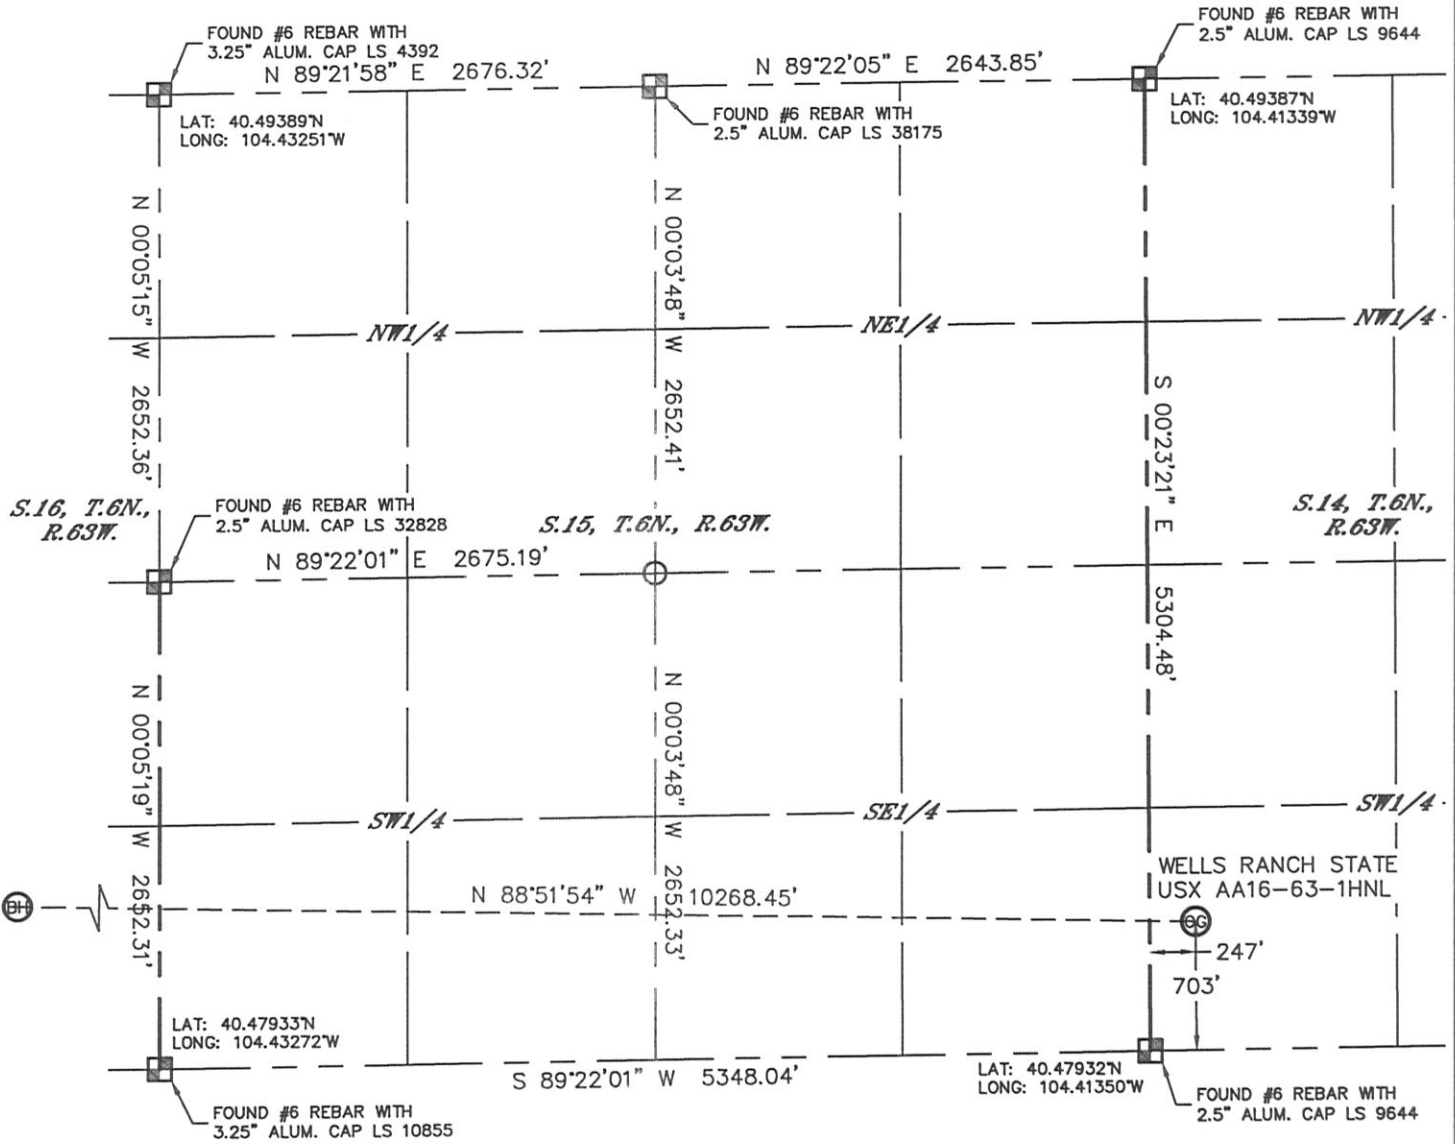 FOUND #6 REBAR WITH
3.25" ALUM. CAP LS 4392
N 89°21'58" E 2676.32'
LAT: 40.49389°N
LONG: 104.43251°W
FOUND #6 REBAR WITH
2.5" ALUM. CAP LS 38175
N 89°22'05" E 2643.85'
FOUND #6 REBAR WITH
2.5" ALUM. CAP LS 9644
LAT: 40.49387°N
LONG: 104.41339°W
N 00°05'15" W 2652.36'
N 00°03'48" W 2652.41'
NW1/4
NE1/4
NW1/4
S 00°23'21" E 5304.48'
S.16, T.6N.,
R.63W.
FOUND #6 REBAR WITH
2.5" ALUM. CAP LS 32828
S.15, T.6N., R.63W.
S.14, T.6N.,
R.63W.
N 89°22'01" E 2675.19'
N 00°05'19" W 2652.31'
N 00°03'48" W 2652.33'
SW1/4
SE1/4
SW1/4
WELLS RANCH STATE
USX AA16-63-1HNL
BH
N 88°51'54" W 10268.45'
247'
703'
LAT: 40.47933°N
LONG: 104.43272°W
S 89°22'01" W 5348.04'
LAT: 40.47932°N
LONG: 104.41350°W
FOUND #6 REBAR WITH
3.25" ALUM. CAP LS 10855
FOUND #6 REBAR WITH
2.5" ALUM. CAP LS 9644